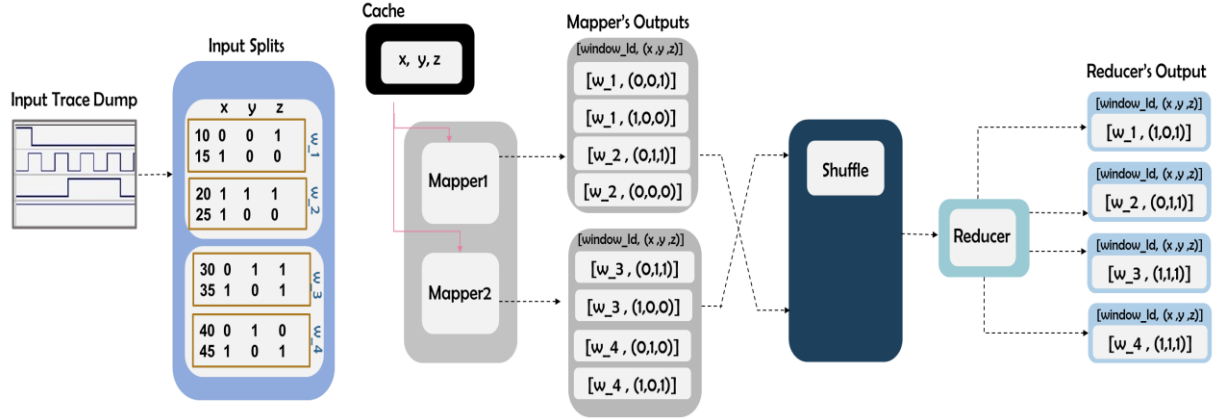 Input Trace Dump
Input Splits
x y z
10 0 0 1
15 1 0 0
w_1
20 1 1 1
25 1 0 0
w_2
30 0 1 1
35 1 0 1
w_3
40 0 1 0
45 1 0 1
w_4
Cache
x, y, z
Mapper1
Mapper2
Mapper's Outputs
[window_Id, (x ,y ,z)]
[w_1 , (0,0,1)]
[w_1 , (1,0,0)]
[w_2 , (0,1,1)]
[w_2 , (0,0,0)]
[window_Id, (x ,y ,z)]
[w_3 , (0,1,1)]
[w_3 , (1,0,0)]
[w_4 , (0,1,0)]
[w_4 , (1,0,1)]
Shuffle
Reducer
Reducer's Output
[window_Id, (x ,y ,z)]
[w_1 , (1,0,1)]
[window_Id, (x ,y ,z)]
[w_2 , (0,1,1)]
[window_Id, (x ,y ,z)]
[w_3 , (1,1,1)]
[window_Id, (x ,y ,z)]
[w_4 , (1,1,1)]